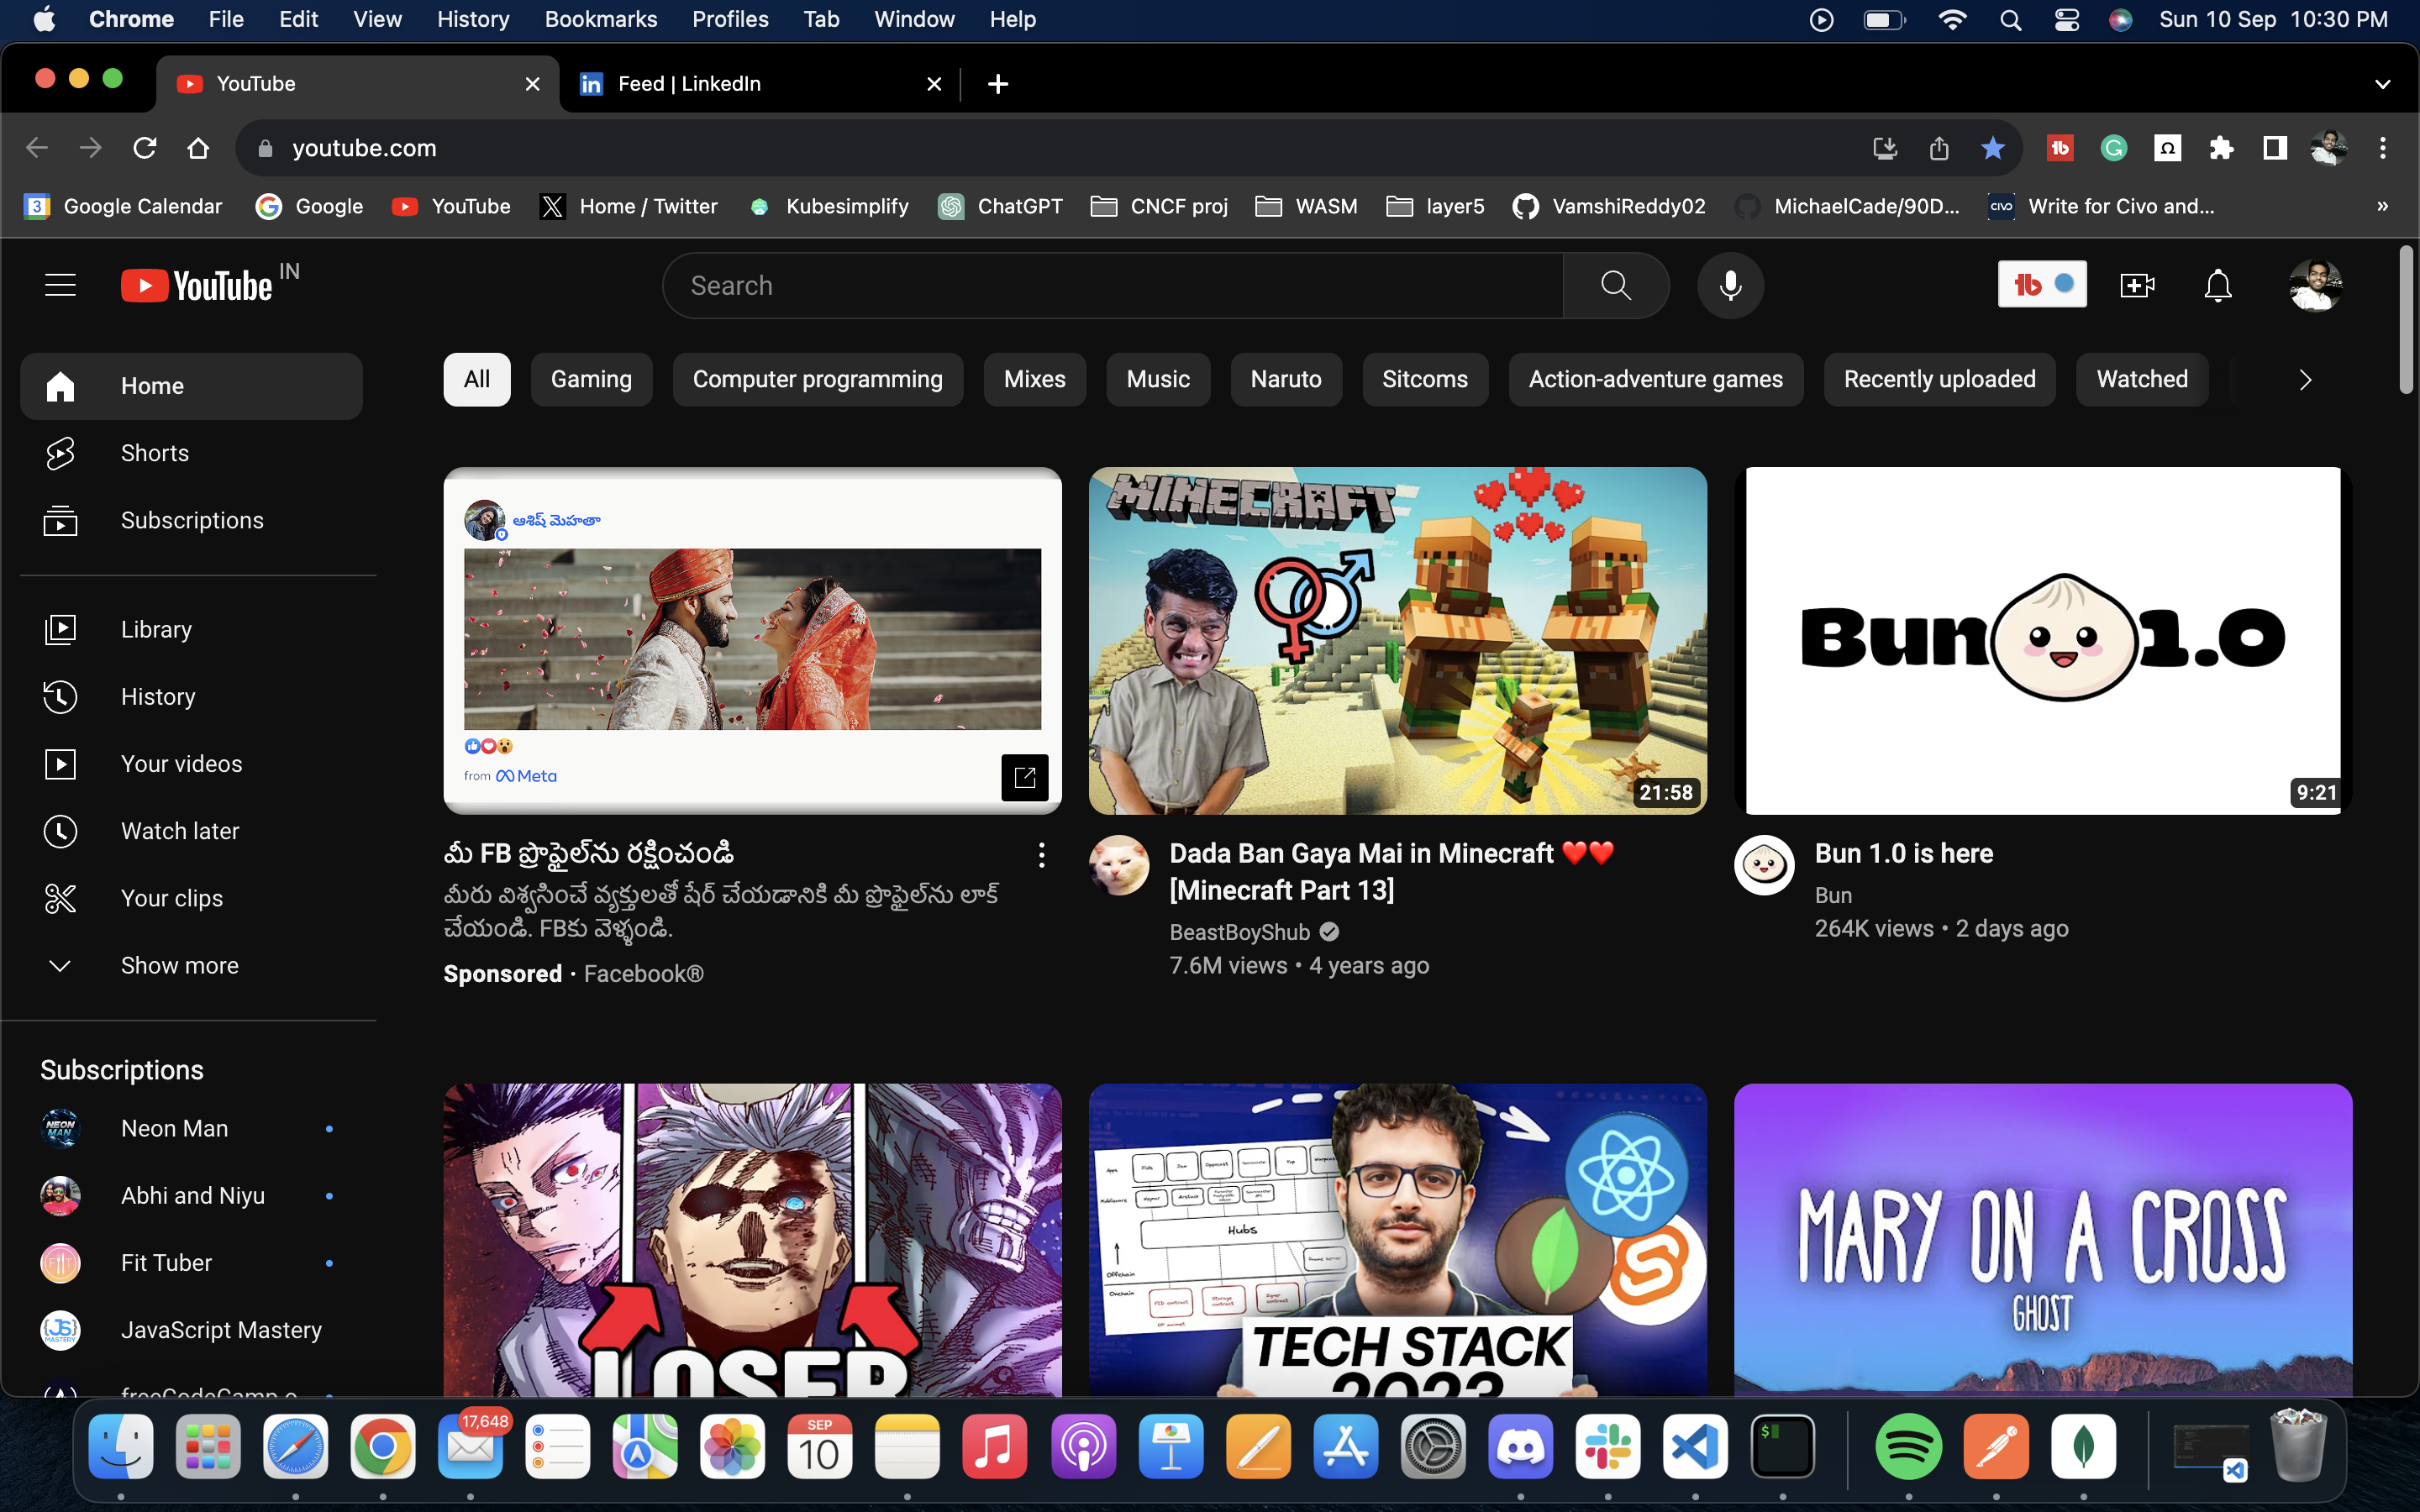 Chrome File Edit View History Bookmarks Profiles Tab Window Help
Sun 10 Sep 10:30 PM
YouTube
Feed | LinkedIn
youtube.com
Google Calendar
Google
YouTube
Home / Twitter
Kubesimplify
ChatGPT
CNCF proj
WASM
layer5
VamshiReddy02
MichaelCade/90D...
Write for Civo and...
YouTube IN
Search
Home
Shorts
Subscriptions
Library
History
Your videos
Watch later
Your clips
Show more
Subscriptions
Neon Man
Abhi and Niyu
Fit Tuber
JavaScript Mastery
All
Gaming
Computer programming
Mixes
Music
Naruto
Sitcoms
Action-adventure games
Recently uploaded
Watched
ఆశిష్ మెహతా
from Meta
మీ FB ప్రొఫైల్‌ను రక్షించండి
మీరు విశ్వసించే వ్యక్తులతో షేర్ చేయడానికి మీ ప్రొఫైల్‌ను లాక్
చేయండి. FBకు వెళ్ళండి.
Sponsored · Facebook®
MINECRAFT
21:58
Dada Ban Gaya Mai in Minecraft ❤️❤️
[Minecraft Part 13]
BeastBoyShub
7.6M views • 4 years ago
Bun 1.0
9:21
Bun 1.0 is here
Bun
264K views • 2 days ago
LOSER
Hubs
TECH STACK
2023
MARY ON A CROSS
GHOST
17,648
SEP
10